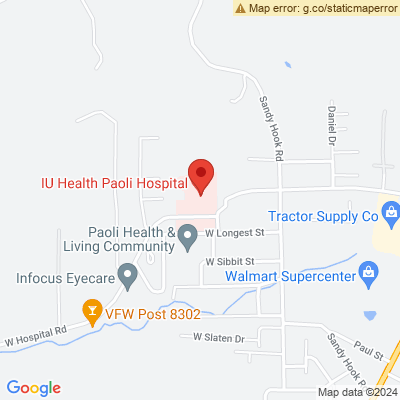 Map error: g.co/staticmaperror
Sandy Hook Rd
Daniel Dr
IU Health Paoli Hospital
Tractor Supply Co
Paoli Health &
Living Community
W Longest St
W Sibbit St
Infocus Eyecare
Walmart Supercenter
VFW Post 8302
W Hospital Rd
W Slaten Dr
Paul St
Sandy Hook R
Google
Map data ©2024